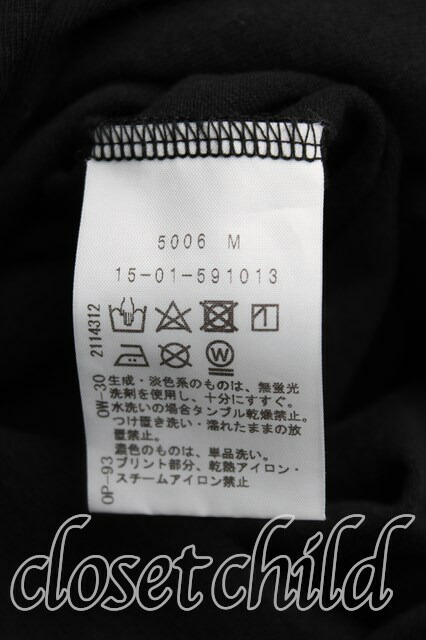 5006 M
15-01-591013
W
生成・淡色系のものは、無蛍光
洗剤を使用し、十分にすすぐ。
水洗いの場合タンブル乾燥禁止。
つけ置き洗い・濡れたままの放
置禁止。
濃色のものは、単品洗い。
プリント部分、乾熱アイロン・
スチームアイロン禁止
OP-93 OW-30 2114312
closet child